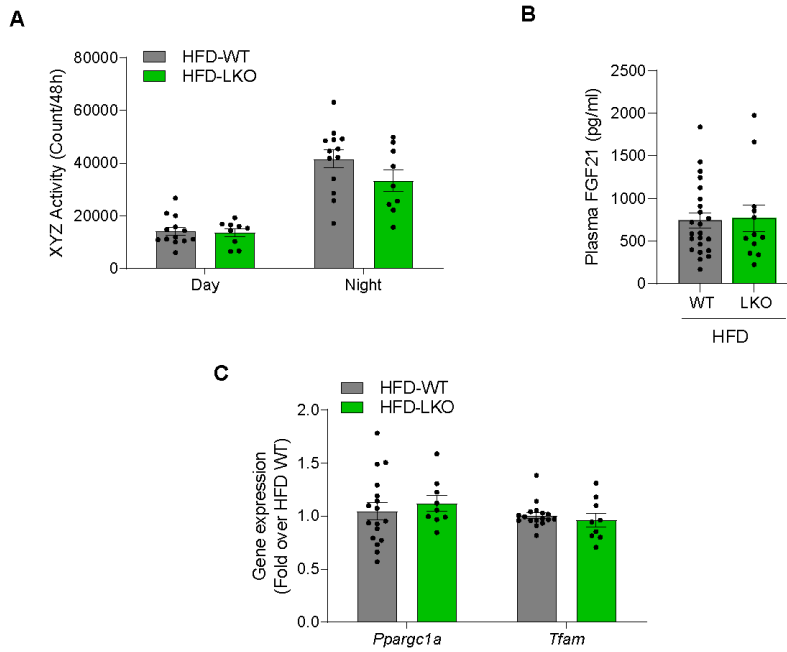 A
HFD-WT
HFD-LKO
XYZ Activity (Count/48h)
80000
60000
40000
20000
0
Day
Night
B
Plasma FGF21 (pg/ml)
2500
2000
1500
1000
500
0
WT
LKO
HFD
C
HFD-WT
HFD-LKO
Gene expression
(Fold over HFD WT)
2.0
1.5
1.0
0.5
0.0
Ppargc1a
Tfam